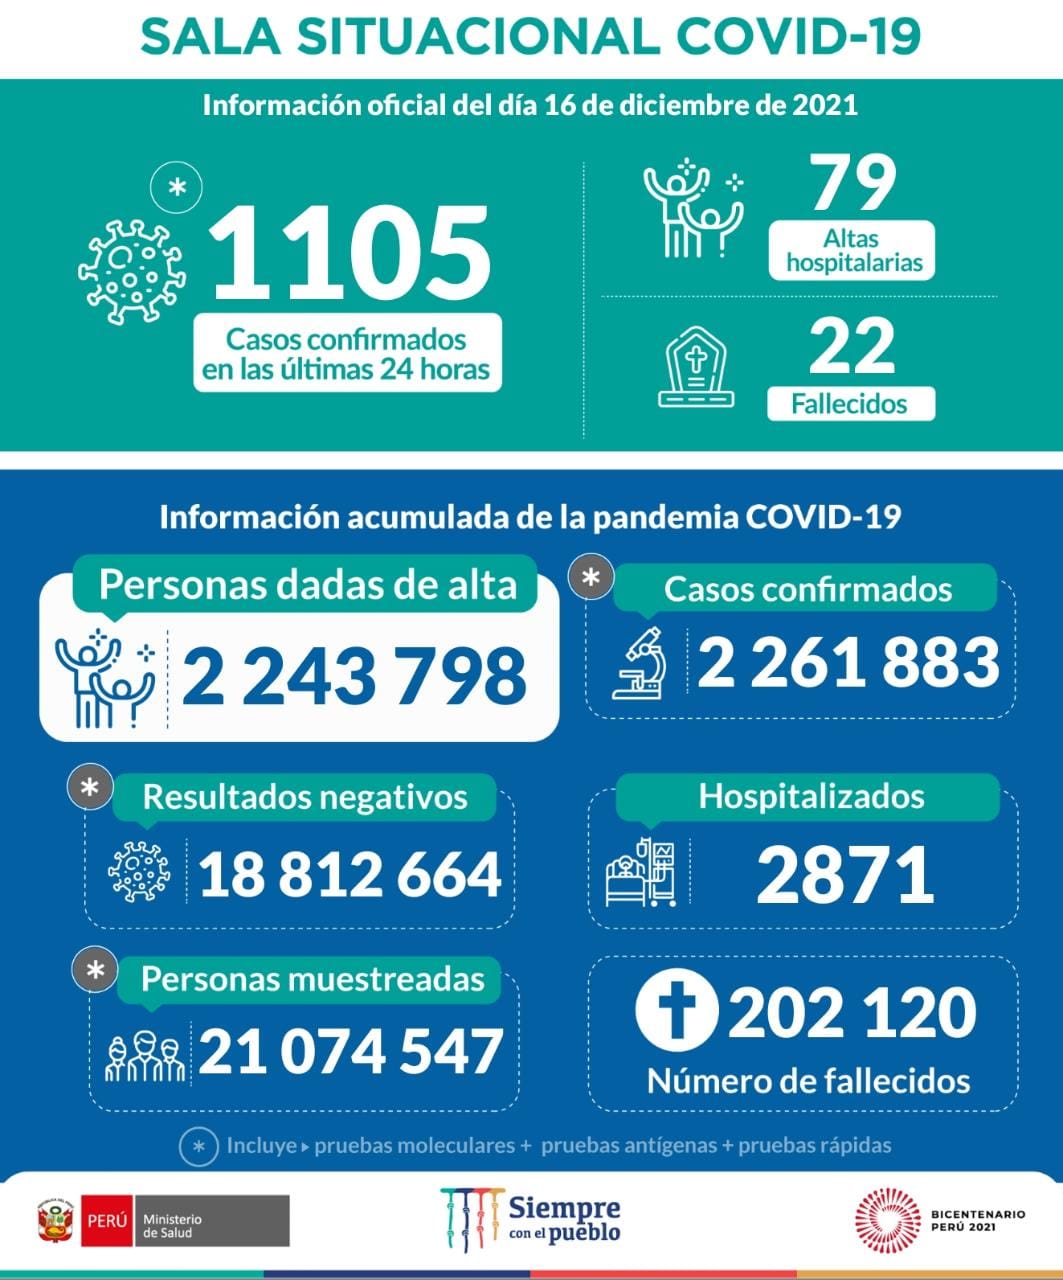 SALA SITUACIONAL COVID-19
Información oficial del día 16 de diciembre de 2021
*
1105
Casos confirmados
en las últimas 24 horas
79
Altas
hospitalarias
22
Fallecidos
Información acumulada de la pandemia COVID-19
Personas dadas de alta
2 243 798
*
Casos confirmados
2 261 883
*
Resultados negativos
18 812 664
Hospitalizados
2871
*
Personas muestreadas
21 074 547
202 120
Número de fallecidos
* Incluye ▸ pruebas moleculares + pruebas antígenas + pruebas rápidas
PERÚ
Ministerio
de Salud
Siempre
con el pueblo
BICENTENARIO
PERÚ 2021